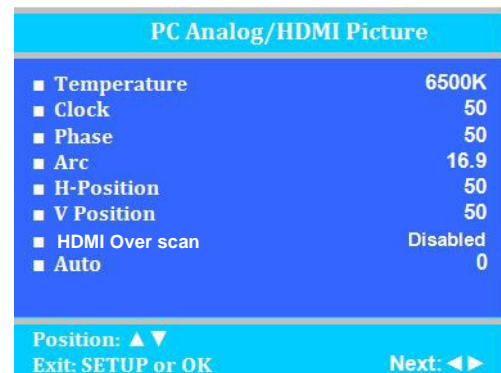 PC Analog/HDMI Picture
■ Temperature 6500K
■ Clock 50
■ Phase 50
■ Arc 16.9
■ H-Position 50
■ V Position 50
■ HDMI Over scan Disabled
■ Auto 0
Position: ▲▼
Exit: SETUP or OK Next: ◄►